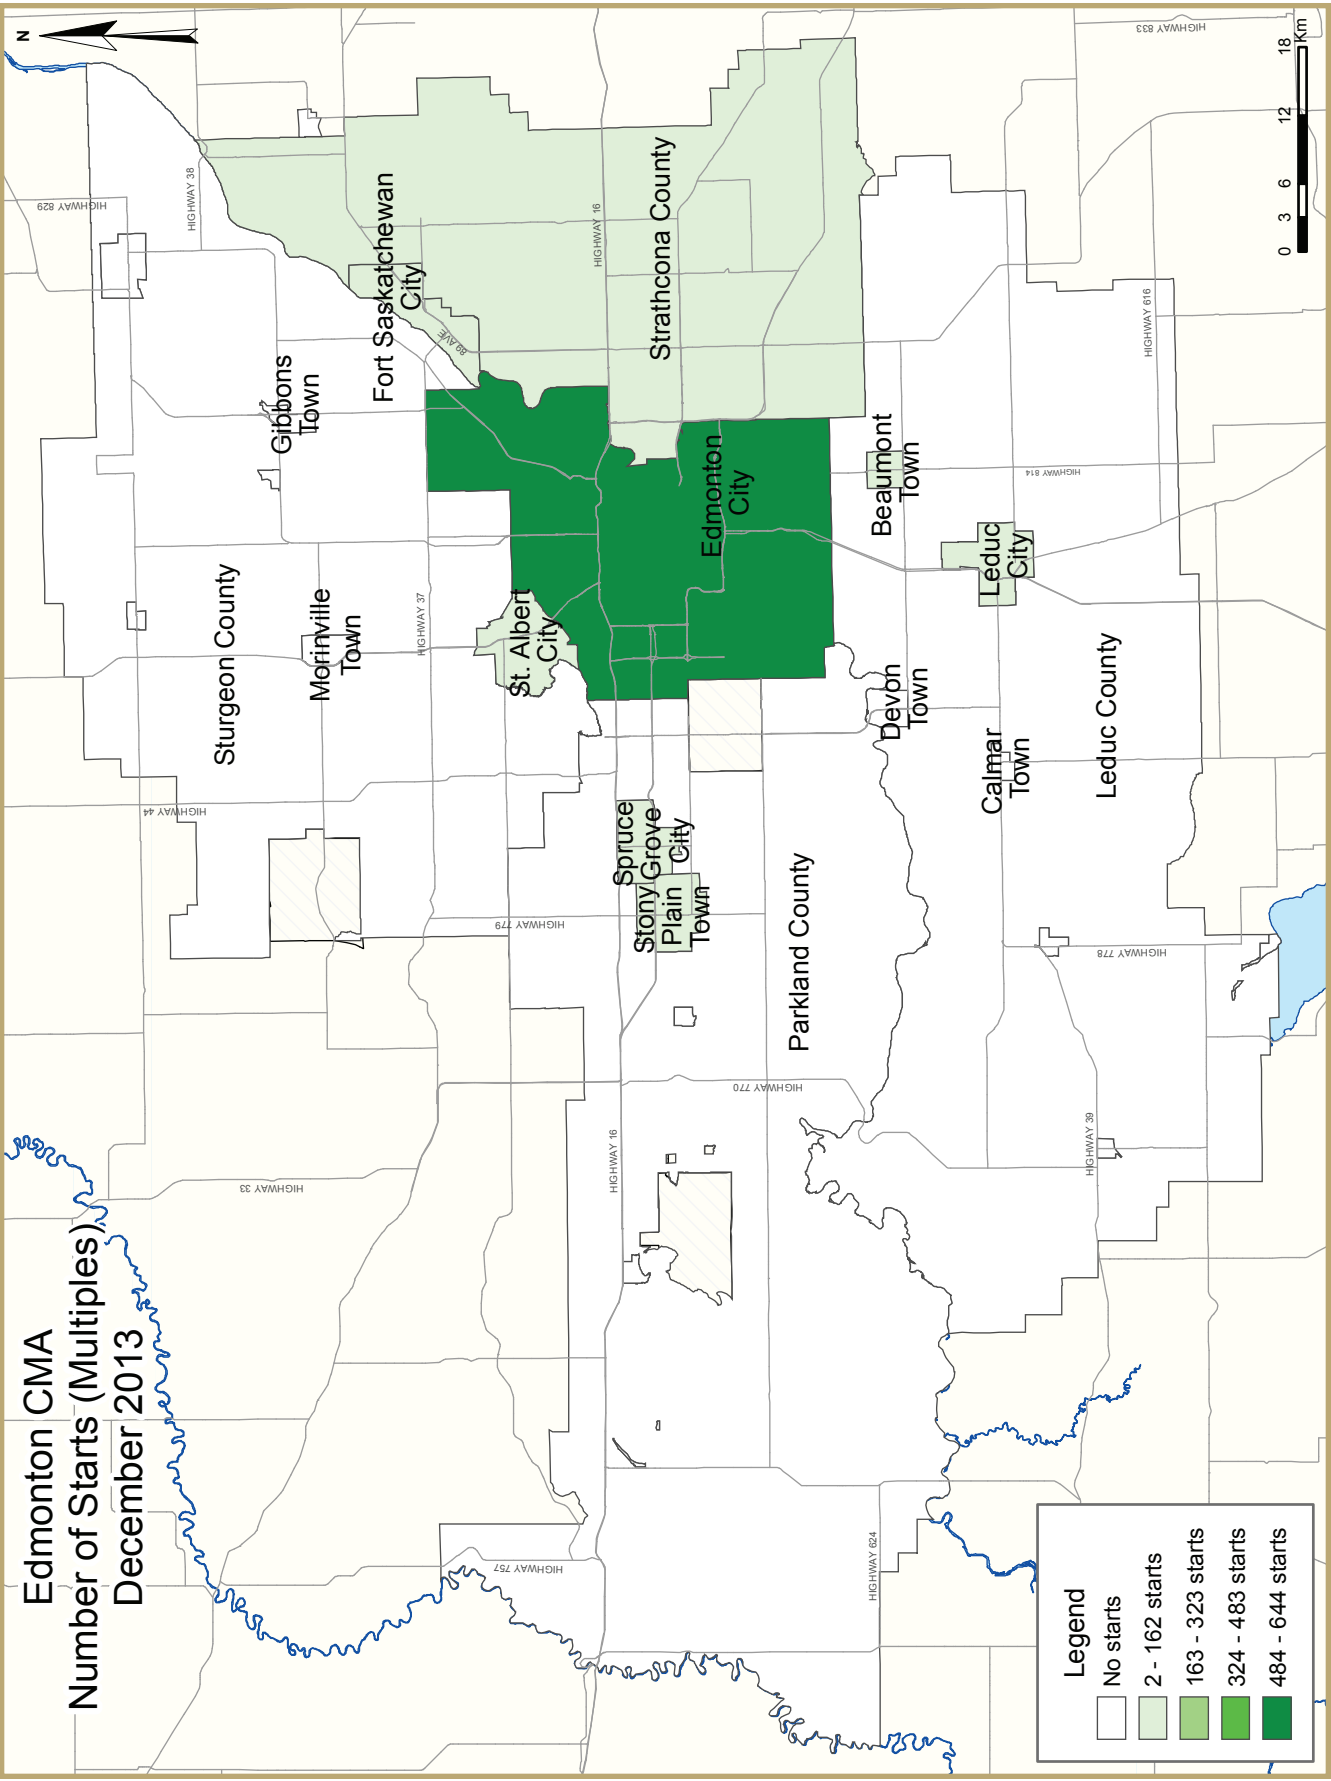 Edmonton CMA
Number of Starts (Multiples)
December 2013
N
HIGHWAY 829
HIGHWAY 38
HIGHWAY 833
HIGHWAY 44
Sturgeon County
Gibbons
Town
Morinville
Town
Fort Saskatchewan
City
89 AVE
HIGHWAY 37
HIGHWAY 33
HIGHWAY 779
St. Albert
City
HIGHWAY 757
HIGHWAY 16
HIGHWAY 16
Stony
Plain
Town
Spruce
Grove
City
Strathcona County
Edmonton
City
HIGHWAY 770
Parkland County
HIGHWAY 624
Devon
Town
Beaumont
Town
Calmar
Town
Leduc
City
HIGHWAY 814
HIGHWAY 39
HIGHWAY 778
Leduc County
HIGHWAY 616
Legend
No starts
2 - 162 starts
163 - 323 starts
324 - 483 starts
484 - 644 starts
0 3 6 12 18
Km